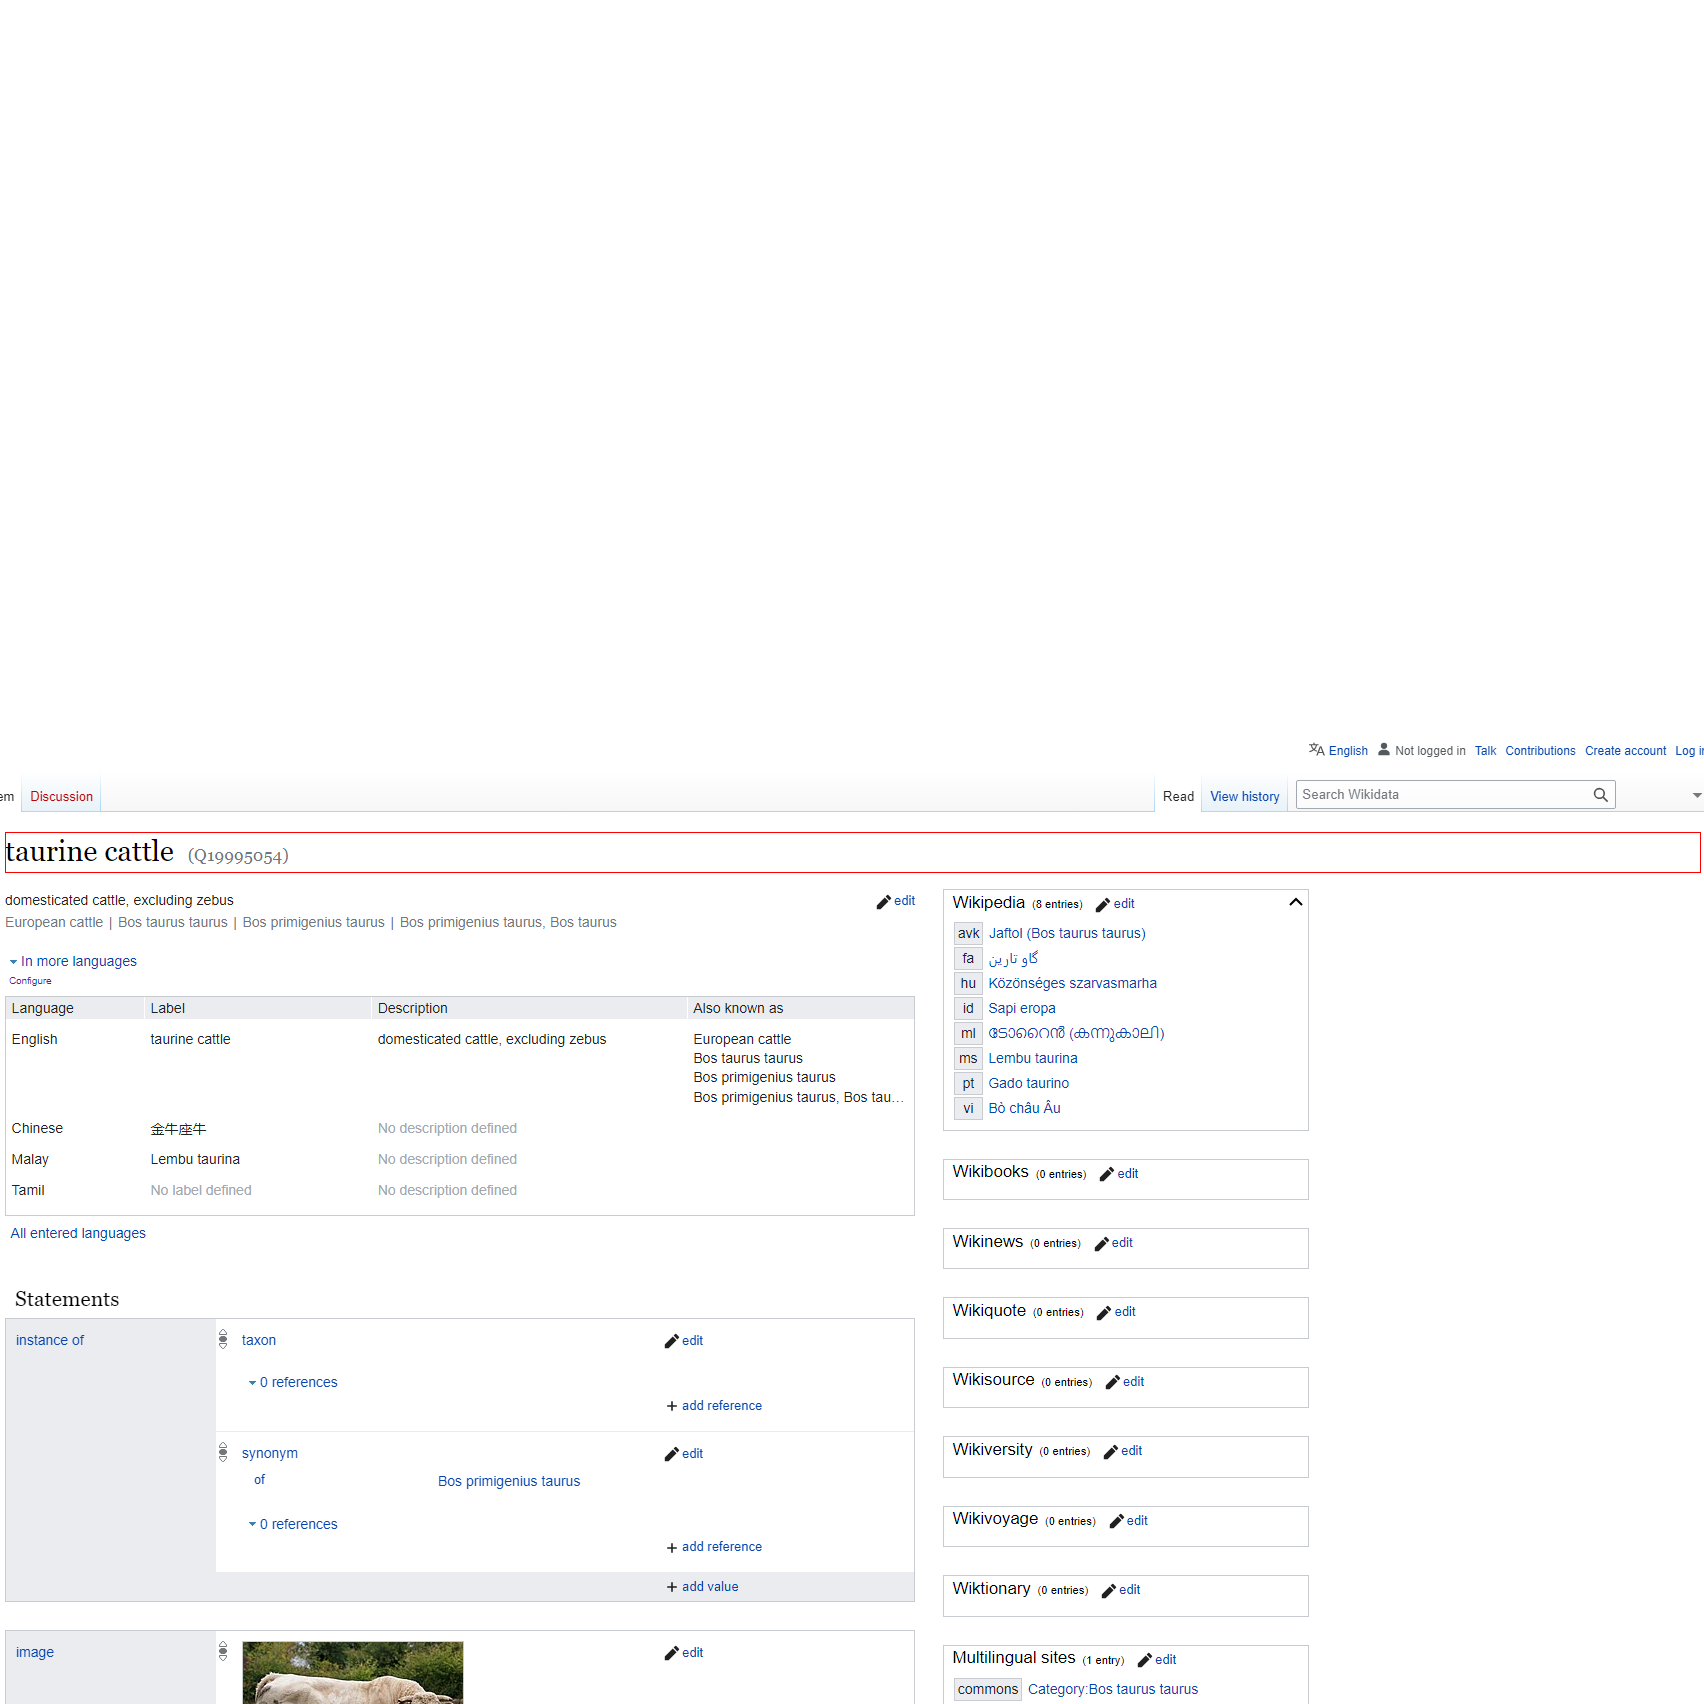 English Not logged in Talk Contributions Create account Log in
em Discussion Read View history Search Wikidata
taurine cattle (Q19995054)
domesticated cattle, excluding zebus edit
European cattle | Bos taurus taurus | Bos primigenius taurus | Bos primigenius taurus, Bos taurus
In more languages
Configure
Language Label Description Also known as
English taurine cattle domesticated cattle, excluding zebus European cattle
Bos taurus taurus
Bos primigenius taurus
Bos primigenius taurus, Bos tau…
Chinese 金牛座牛 No description defined
Malay Lembu taurina No description defined
Tamil No label defined No description defined
All entered languages
Statements
instance of taxon edit
0 references
add reference
synonym edit
of Bos primigenius taurus
0 references
add reference
add value
image edit
Wikipedia (8 entries) edit
avk Jaftol (Bos taurus taurus)
fa گاو تارین
hu Közönséges szarvasmarha
id Sapi eropa
ml ടോറൈൻ (കന്നുകാലി)
ms Lembu taurina
pt Gado taurino
vi Bò châu Âu
Wikibooks (0 entries) edit
Wikinews (0 entries) edit
Wikiquote (0 entries) edit
Wikisource (0 entries) edit
Wikiversity (0 entries) edit
Wikivoyage (0 entries) edit
Wiktionary (0 entries) edit
Multilingual sites (1 entry) edit
commons Category:Bos taurus taurus